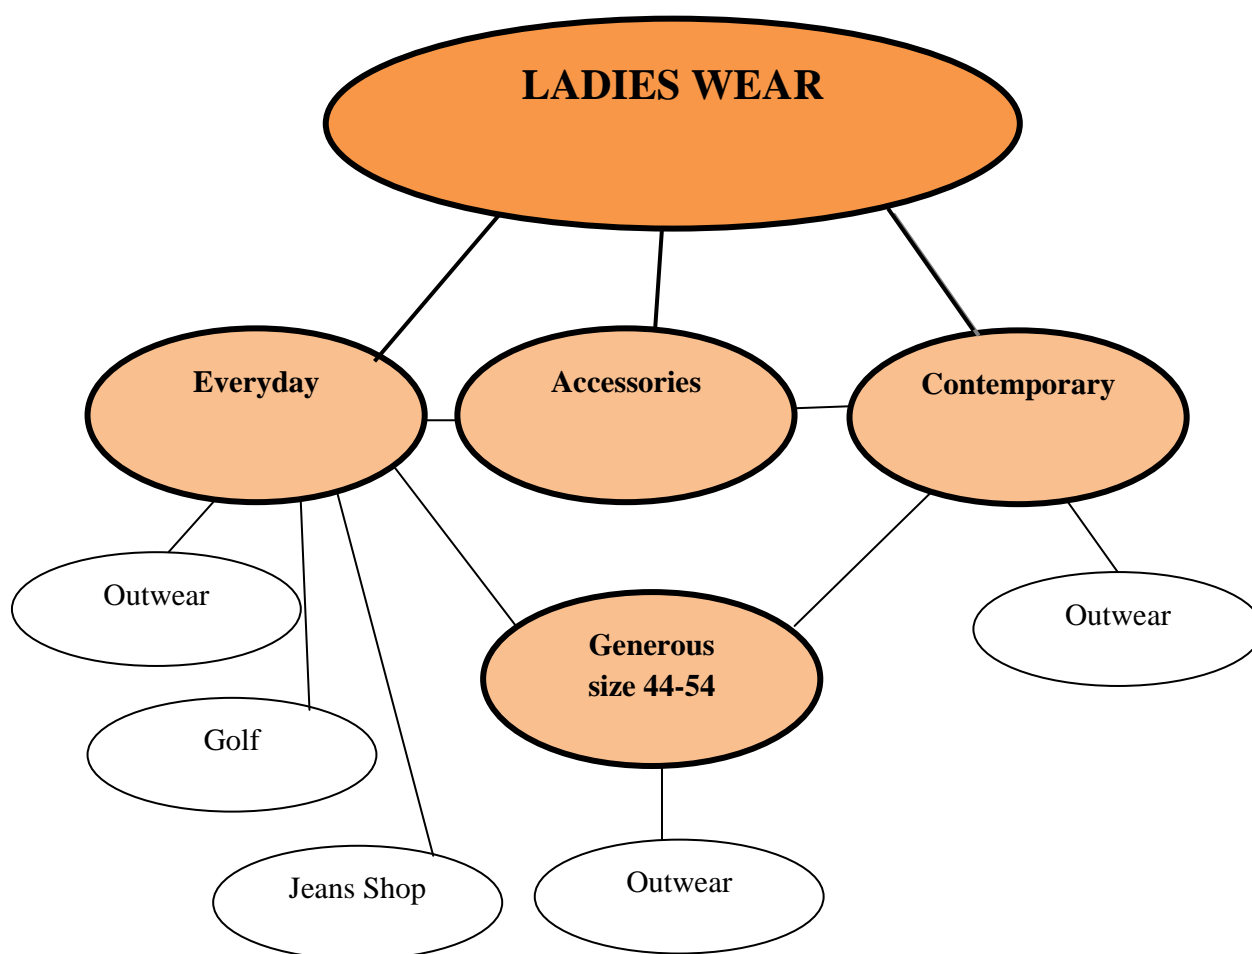 LADIES WEAR
Everyday
Accessories
Contemporary
Outwear
Generous
size 44-54
Outwear
Golf
Jeans Shop
Outwear